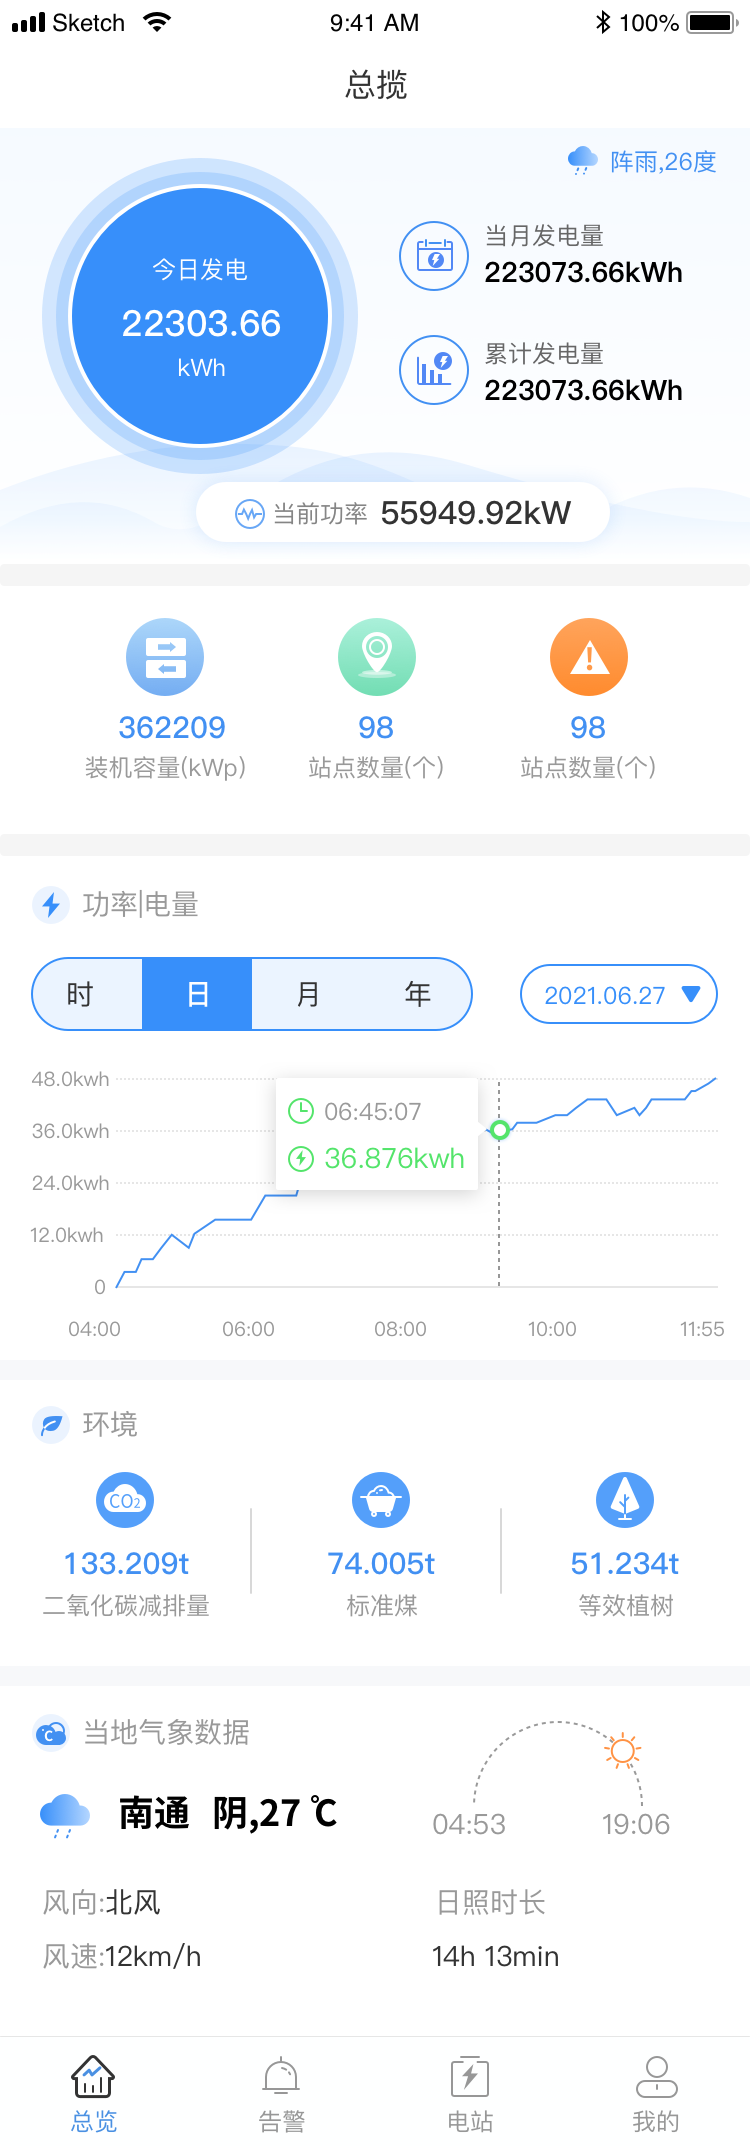 Sketch 9:41 AM 100%
总揽
阵雨,26度
今日发电
22303.66
kWh
当月发电量
223073.66kWh
累计发电量
223073.66kWh
当前功率 55949.92kW
362209 98 98
装机容量(kWp) 站点数量(个) 站点数量(个)
功率|电量
时 日 月 年 2021.06.27
48.0kwh
36.0kwh
24.0kwh
12.0kwh
0
06:45:07
36.876kwh
04:00 06:00 08:00 10:00 11:55
环境
CO2
133.209t 74.005t 51.234t
二氧化碳减排量 标准煤 等效植树
C
当地气象数据
南通 阴,27℃
04:53 19:06
风向:北风 日照时长
风速:12km/h 14h 13min
总览 告警 电站 我的